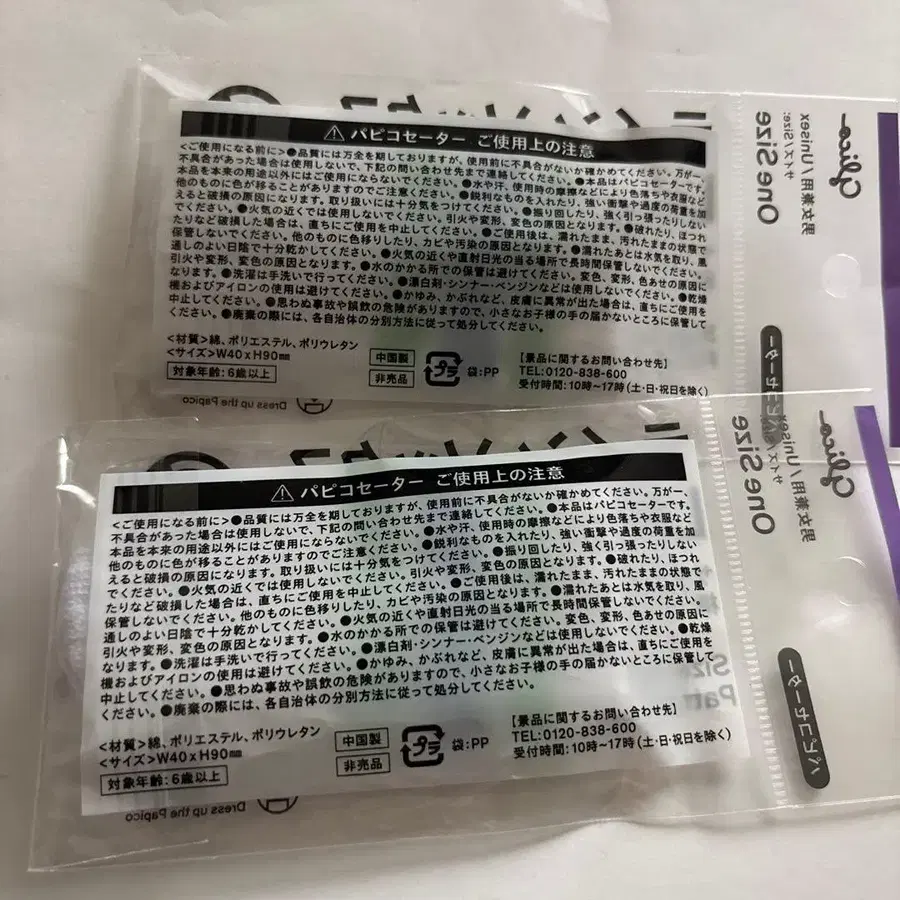 ⚠ パピコセーター ご使用上の注意
<ご使用になる前に>●品質には万全を期しておりますが、使用前に不具合がないか確かめてください。万が一、
不具合があった場合は使用しないで、下記の問い合わせ先まで連絡してください。●本品はパピコセーターです。
本品を本来の用途以外にはご使用にならないでください。●水や汗、使用時の摩擦などにより色落ちや衣服など
他のものに色が移ることがありますのでご注意ください。●鋭利なものを入れたり、強い衝撃や過度の荷重を加
えると破損の原因になります。取り扱いには十分気をつけてください。●振り回したり、強く引っ張ったりしない
でください。●火気の近くでは使用しないでください。引火や変形、変色の原因となります。●破れたり、ほつれ
たりなど破損した場合は、直ちにご使用を中止してください。●ご使用後は、濡れたまま、汚れたままの状態で
保管しないでください。他のものに色移りしたり、カビや汚染の原因となります。●濡れたあとは水気を取り、風
通しのよい日陰で十分乾かしてください。●火気の近くや直射日光の当る場所で長時間保管しないでください。
引火や変形、変色の原因となります。●水のかかる所での保管は避けてください。変色、変形、色あせの原因に
なります。●洗濯は手洗いで行ってください。●漂白剤・シンナー・ベンジンなどは使用しないでください。●乾燥
機およびアイロンの使用は避けてください。●かゆみ、かぶれなど、皮膚に異常が出た場合は、直ちにご使用を
中止してください。●思わぬ事故や誤飲の危険がありますので、小さなお子様の手の届かないところに保管して
ください。●廃棄の際には、各自治体の分別方法に従って処分してください。
<材質>綿、ポリエステル、ポリウレタン
<サイズ>W40xH90㎜
対象年齢:6歳以上
中国製
非売品
プラ 袋:PP
【景品に関するお問い合わせ先】
TEL:0120-838-600
受付時間:10時~17時(土・日・祝日を除く)
Dress up the Papico
Glico
男女兼用/Unisex
サイズ/Size:
One Size
⚠ パピコセーター ご使用上の注意
<ご使用になる前に>●品質には万全を期しておりますが、使用前に不具合がないか確かめてください。万が一、
不具合があった場合は使用しないで、下記の問い合わせ先まで連絡してください。●本品はパピコセーターです。
本品を本来の用途以外にはご使用にならないでください。●水や汗、使用時の摩擦などにより色落ちや衣服など
他のものに色が移ることがありますのでご注意ください。●鋭利なものを入れたり、強い衝撃や過度の荷重を加
えると破損の原因になります。取り扱いには十分気をつけてください。●振り回したり、強く引っ張ったりしない
でください。●火気の近くでは使用しないでください。引火や変形、変色の原因となります。●破れたり、ほつれ
たりなど破損した場合は、直ちにご使用を中止してください。●ご使用後は、濡れたまま、汚れたままの状態で
保管しないでください。他のものに色移りしたり、カビや汚染の原因となります。●濡れたあとは水気を取り、風
通しのよい日陰で十分乾かしてください。●火気の近くや直射日光の当る場所で長時間保管しないでください。
引火や変形、変色の原因となります。●水のかかる所での保管は避けてください。変色、変形、色あせの原因に
なります。●洗濯は手洗いで行ってください。●漂白剤・シンナー・ベンジンなどは使用しないでください。●乾燥
機およびアイロンの使用は避けてください。●かゆみ、かぶれなど、皮膚に異常が出た場合は、直ちにご使用を
中止してください。●思わぬ事故や誤飲の危険がありますので、小さなお子様の手の届かないところに保管して
ください。●廃棄の際には、各自治体の分別方法に従って処分してください。
<材質>綿、ポリエステル、ポリウレタン
<サイズ>W40xH90㎜
対象年齢:6歳以上
中国製
非売品
プラ 袋:PP
【景品に関するお問い合わせ先】
TEL:0120-838-600
受付時間:10時~17時(土・日・祝日を除く)
Dress up the Papico
Glico
男女兼用/Unisex
One Size
パピコセーター